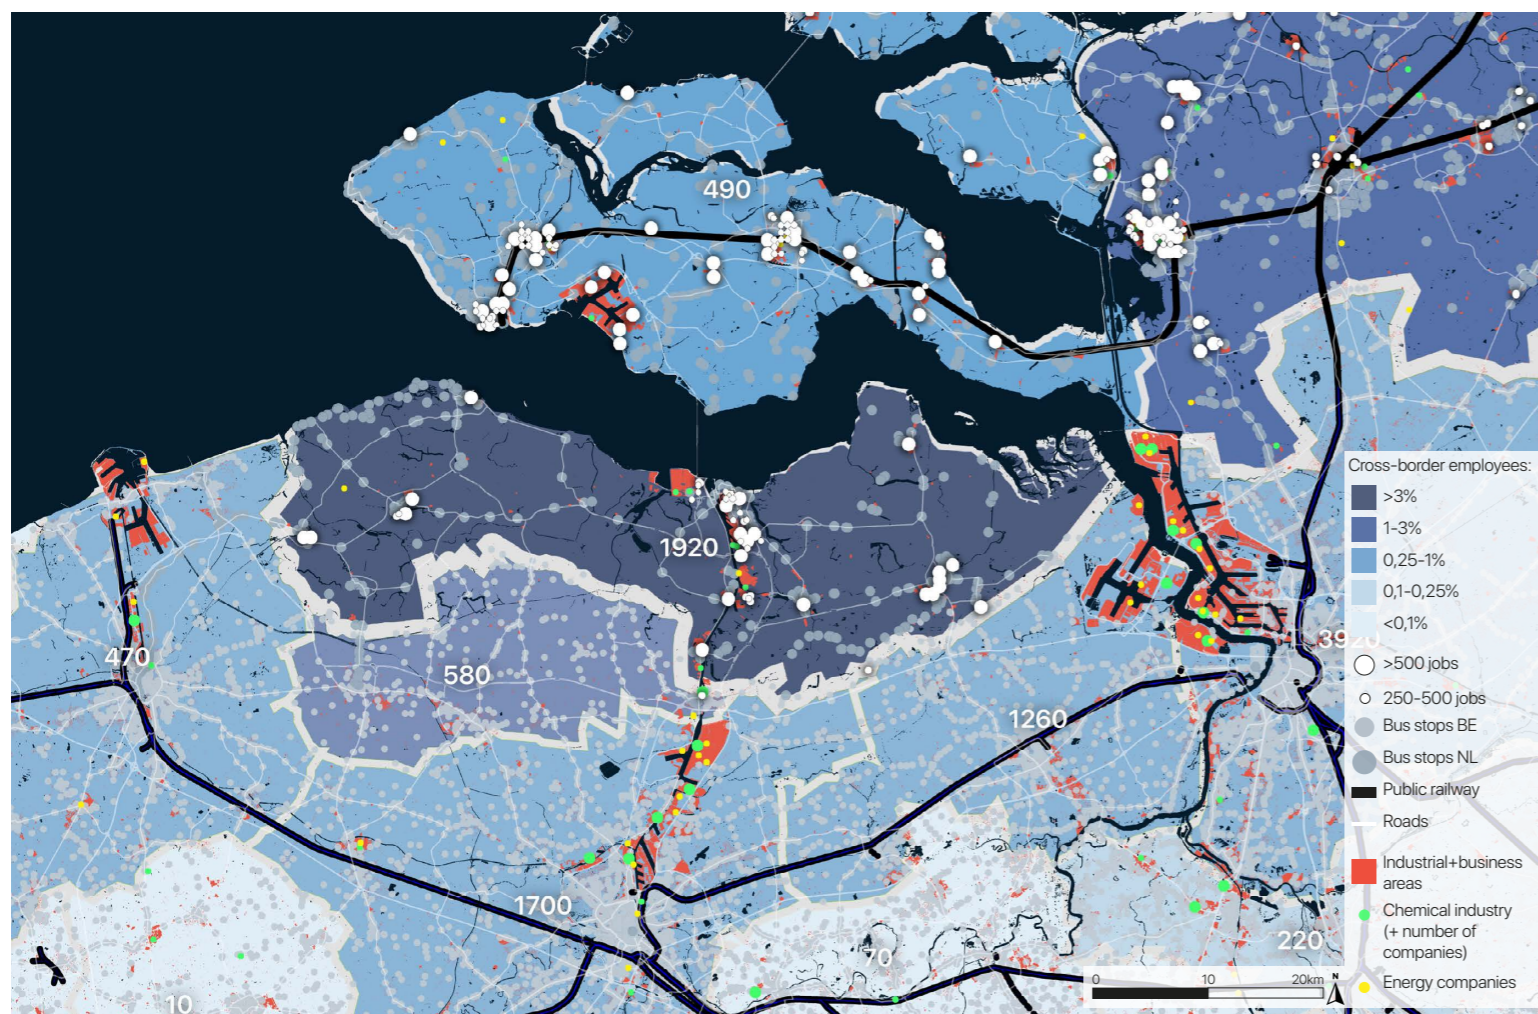 490
1920
580
470
1260
3920
1700
70
220
10
Cross-border employees:
>3%
1-3%
0,25-1%
0,1-0,25%
<0,1%
>500 jobs
250-500 jobs
Bus stops BE
Bus stops NL
Public railway
Roads
Industrial+business
areas
Chemical industry
(+ number of
companies)
Energy companies
0 10 20km
N